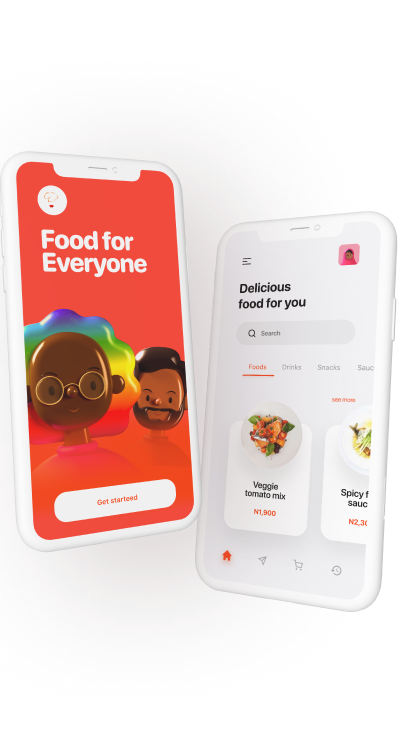 Food for
Everyone
Get starteed
Delicious
food for you
Search
Foods
Drinks
Snacks
Sauc
see more
Veggie
tomato mix
N1,900
Spicy f
sauc
N2,3